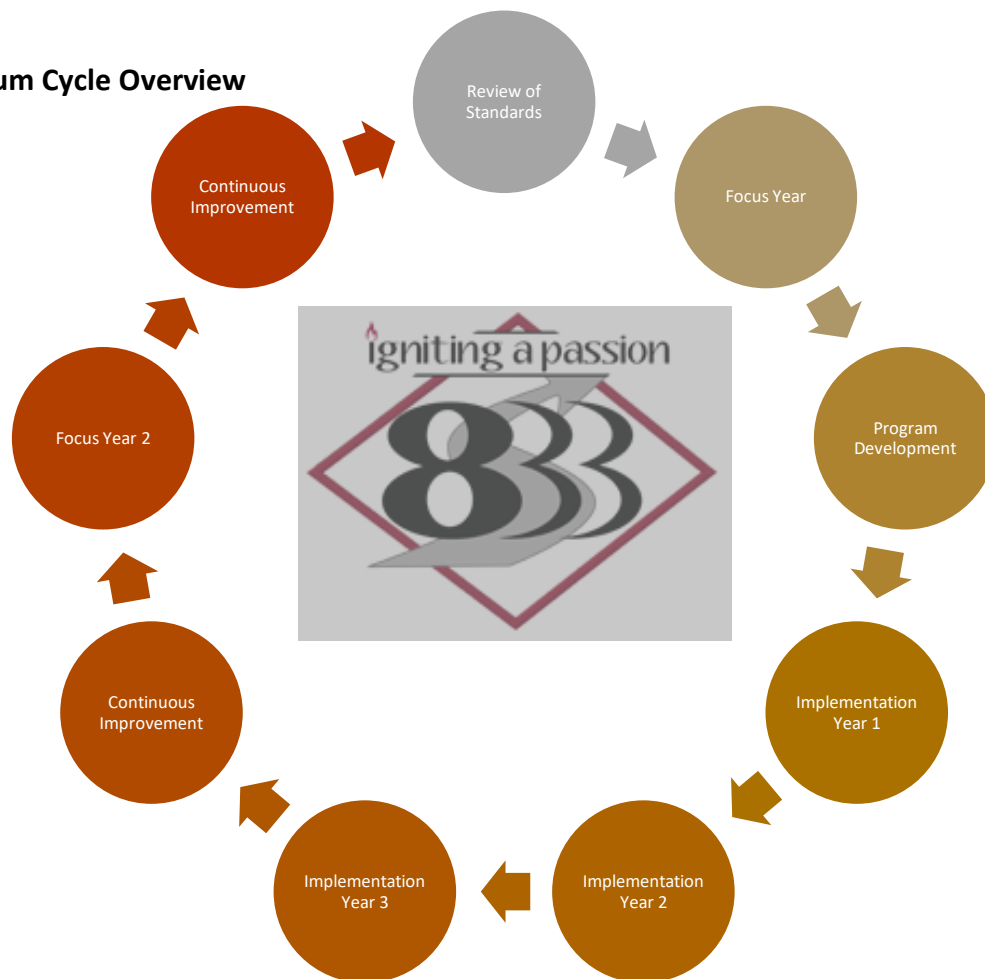 um Cycle Overview
Review of
Standards
Focus Year
Program
Development
Implementation
Year 1
Implementation
Year 2
Implementation
Year 3
Continuous
Improvement
Focus Year 2
Continuous
Improvement
igniting a passion
833